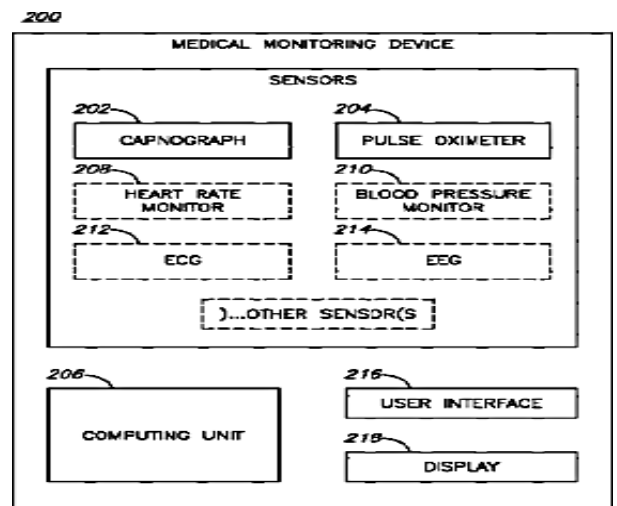 200
MEDICAL MONITORING DEVICE
SENSORS
202
204
CAPNOGRAPH
PULSE OXIMETER
208
210
HEART RATE
MONITOR
BLOOD PRESSURE
MONITOR
212
214
ECG
EEG
)...OTHER SENSOR(S
206
216
COMPUTING UNIT
USER INTERFACE
218
DISPLAY